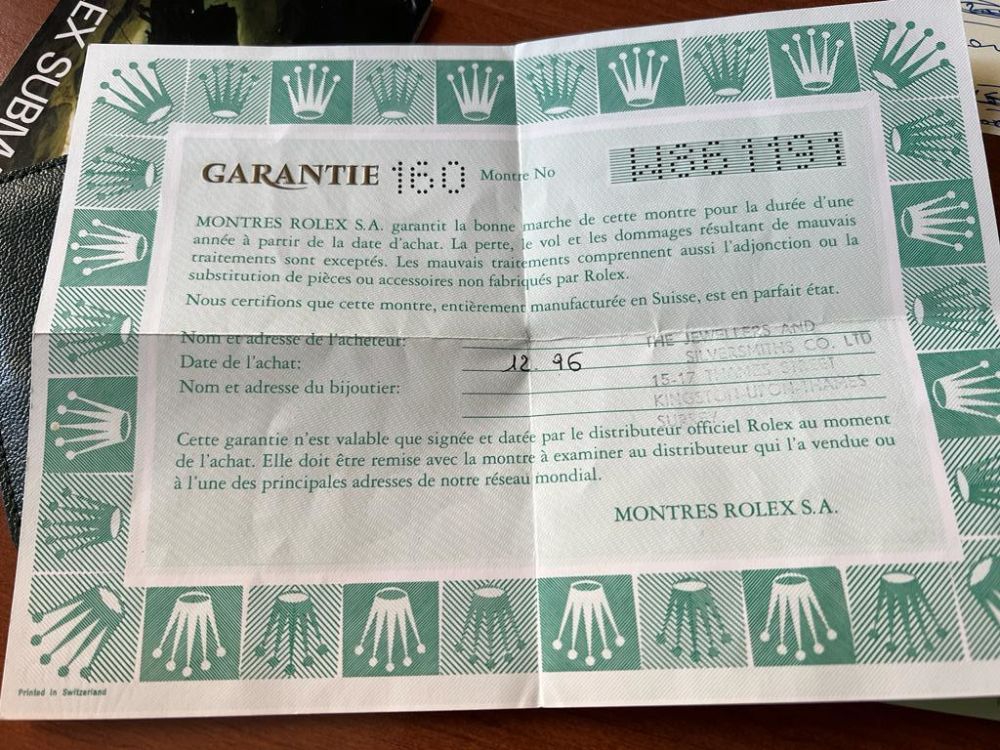 EX SUBM
GARANTIE 160 Montre No W861191
MONTRES ROLEX S.A. garantit la bonne marche de cette montre pour la durée d'une
année à partir de la date d'achat. La perte, le vol et les dommages résultant de mauvais
traitements sont exceptés. Les mauvais traitements comprennent aussi l'adjonction ou la
substitution de pièces ou accessoires non fabriqués par Rolex.
Nous certifions que cette montre, entièrement manufacturée en Suisse, est en parfait état.
Nom et adresse de l'acheteur:
THE JEWELLERS AND
Date de l'achat: 12. 96
SILVERSMITHS CO. LTD
Nom et adresse du bijoutier:
15-17 THAMES STREET
KINGSTON-UPON-THAMES
SURREY
Cette garantie n'est valable que signée et datée par le distributeur officiel Rolex au moment
de l'achat. Elle doit être remise avec la montre à examiner au distributeur qui l'a vendue ou
à l'une des principales adresses de notre réseau mondial.
MONTRES ROLEX S.A.
Printed in Switzerland